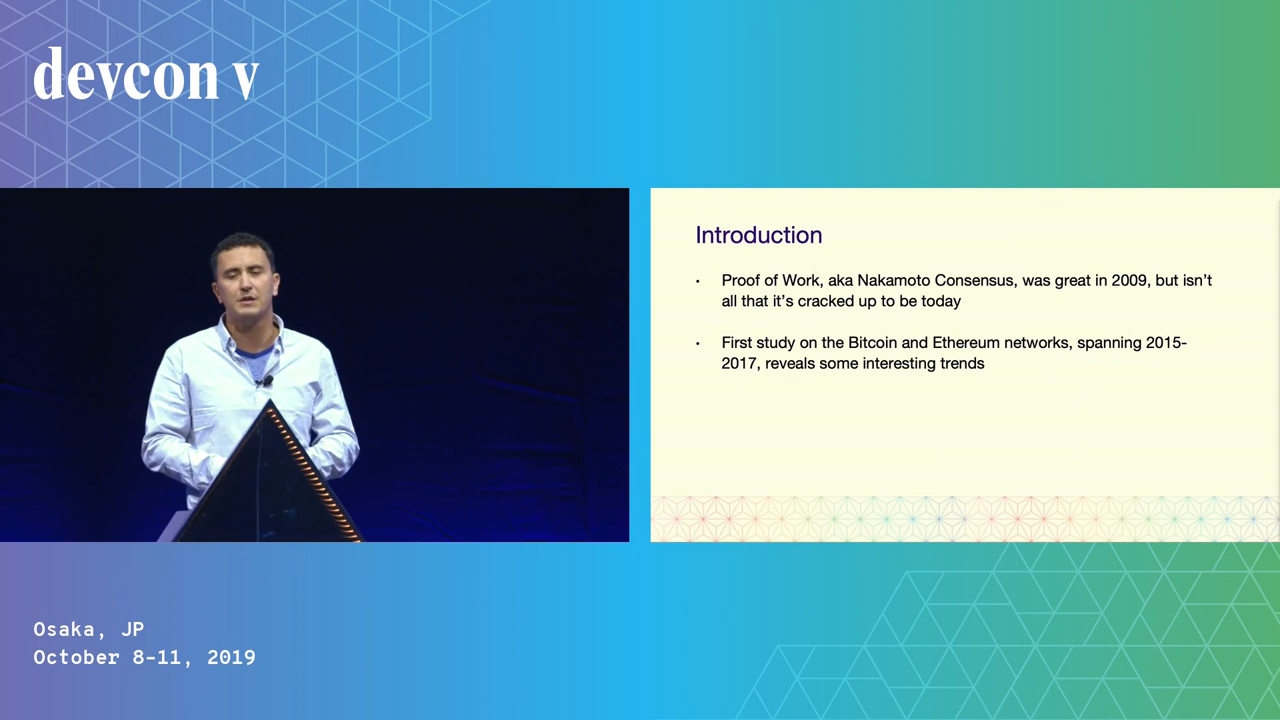 devcon v
Introduction
• Proof of Work, aka Nakamoto Consensus, was great in 2009, but isn’t
all that it’s cracked up to be today
• First study on the Bitcoin and Ethereum networks, spanning 2015-
2017, reveals some interesting trends
Osaka, JP
October 8-11, 2019